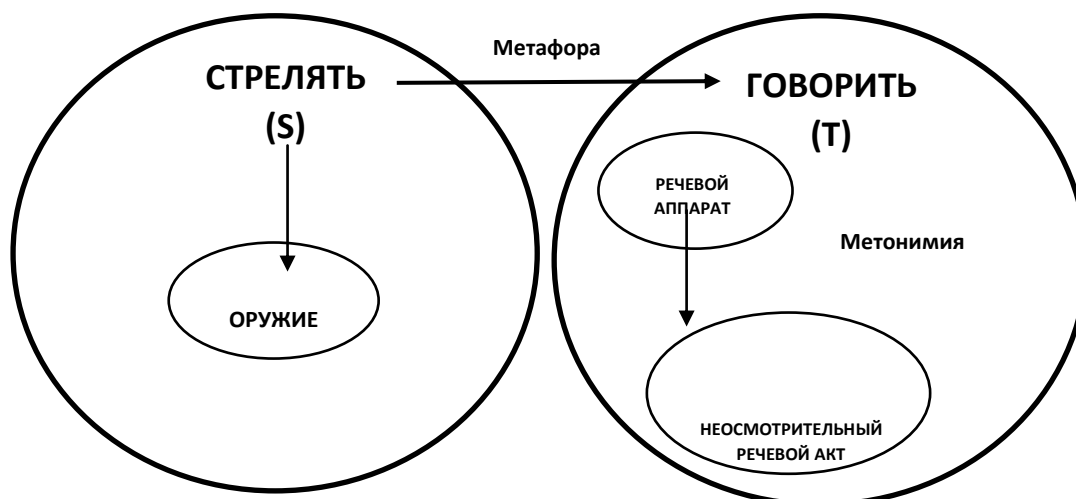 Метафора
СТРЕЛЯТЬ
(S)
ГОВОРИТЬ
(T)
РЕЧЕВОЙ
АППАРАТ
Метонимия
ОРУЖИЕ
НЕОСМОТРИТЕЛЬНЫЙ
РЕЧЕВОЙ АКТ